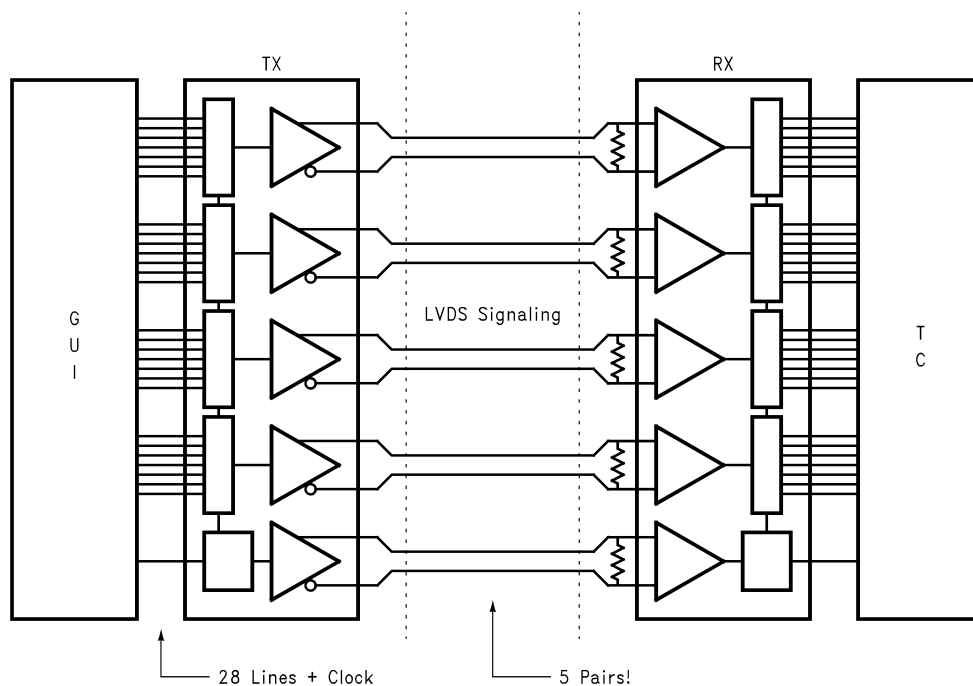 TX
RX
G
U
I
LVDS Signaling
T
C
28 Lines + Clock
5 Pairs!